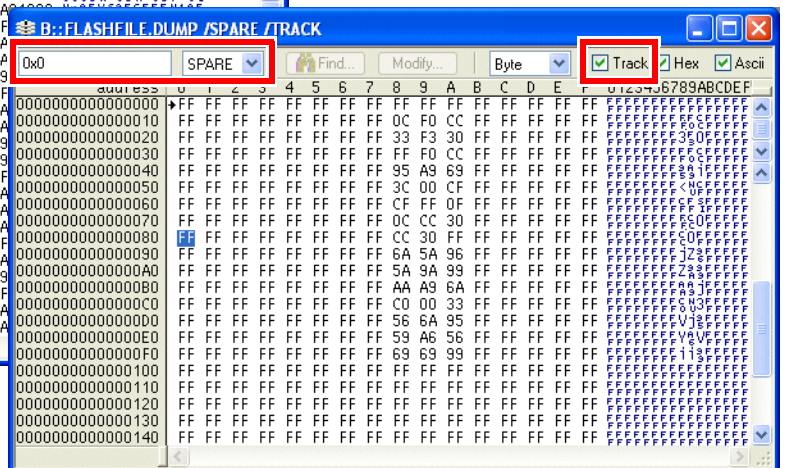 B::FLASHFILE.DUMP /SPARE /TRACK
0x0 SPARE Find... Modify... Byte Track Hex Ascii
address 0 1 2 3 4 5 6 7 8 9 A B C D E F 0123456789ABCDEF
0000000000000000 FF FF FF FF FF FF FF FF FF FF FF FF FF FF FF FF
0000000000000010 FF FF FF FF FF FF FF FF 0C F0 CC FF FF FF FF FF
0000000000000020 FF FF FF FF FF FF FF FF 33 F3 30 FF FF FF FF FF
0000000000000030 FF FF FF FF FF FF FF FF FF F0 CC FF FF FF FF FF
0000000000000040 FF FF FF FF FF FF FF FF 95 A9 69 FF FF FF FF FF
0000000000000050 FF FF FF FF FF FF FF FF 3C 00 CF FF FF FF FF FF
0000000000000060 FF FF FF FF FF FF FF FF CF FF 0F FF FF FF FF FF
0000000000000070 FF FF FF FF FF FF FF FF 0C CC 30 FF FF FF FF FF
0000000000000080 FF FF FF FF FF FF FF FF CC 30 FF FF FF FF FF FF
0000000000000090 FF FF FF FF FF FF FF FF 6A 5A 96 FF FF FF FF FF
00000000000000A0 FF FF FF FF FF FF FF FF 5A 9A 99 FF FF FF FF FF
00000000000000B0 FF FF FF FF FF FF FF FF AA A9 6A FF FF FF FF FF
00000000000000C0 FF FF FF FF FF FF FF FF C0 00 33 FF FF FF FF FF
00000000000000D0 FF FF FF FF FF FF FF FF 56 6A 95 FF FF FF FF FF
00000000000000E0 FF FF FF FF FF FF FF FF 59 A6 56 FF FF FF FF FF
00000000000000F0 FF FF FF FF FF FF FF FF 69 69 99 FF FF FF FF FF
0000000000000100 FF FF FF FF FF FF FF FF FF FF FF FF FF FF FF FF
0000000000000110 FF FF FF FF FF FF FF FF FF FF FF FF FF FF FF FF
0000000000000120 FF FF FF FF FF FF FF FF FF FF FF FF FF FF FF FF
0000000000000130 FF FF FF FF FF FF FF FF FF FF FF FF FF FF FF FF
0000000000000140 FF FF FF FF FF FF FF FF FF FF FF FF FF FF FF FF